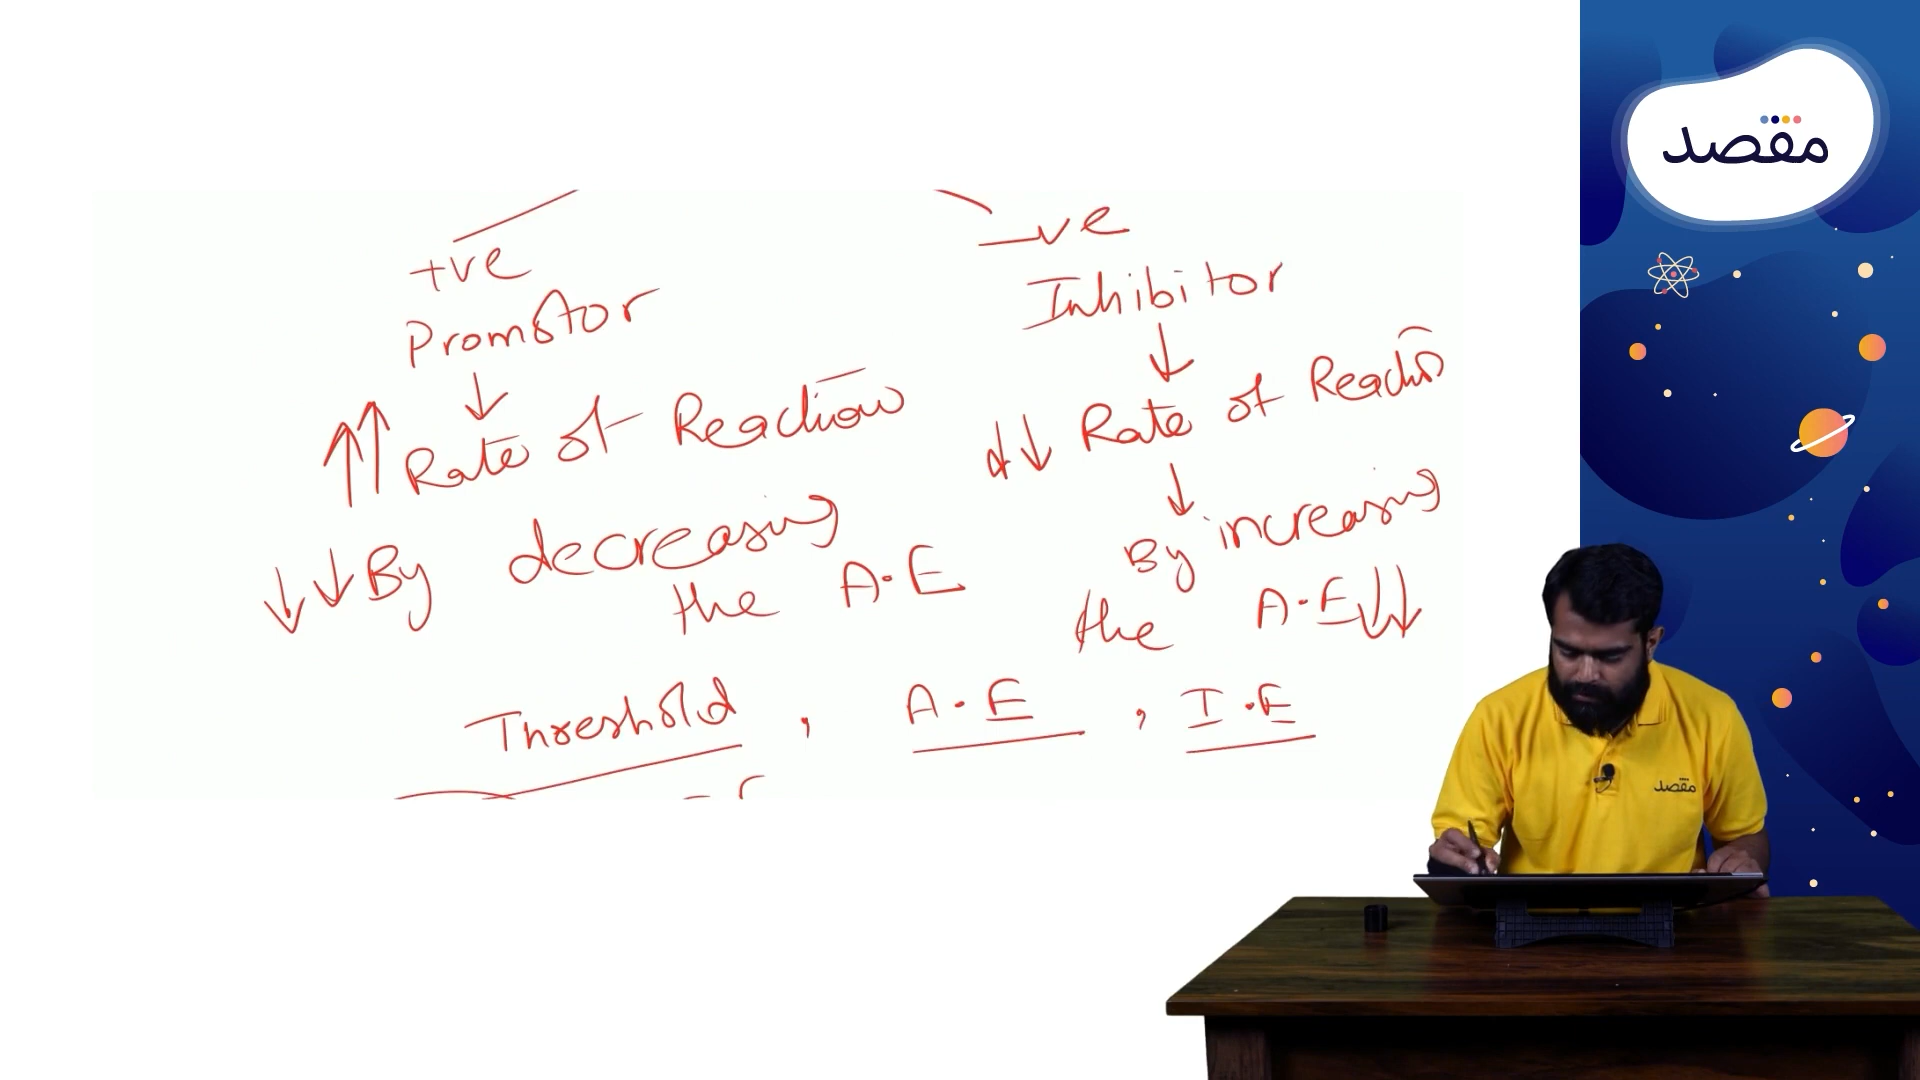 +ve
Promotor
↓
↑↑ Rate of Reaction
↓↓ By decreasing
the A.E
-ve
Inhibitor
↓
↓↓ Rate of Reaction
↓
By increasing
the A.E ↓↓
Threshold , A.E , I.E
مقصد
مقصد